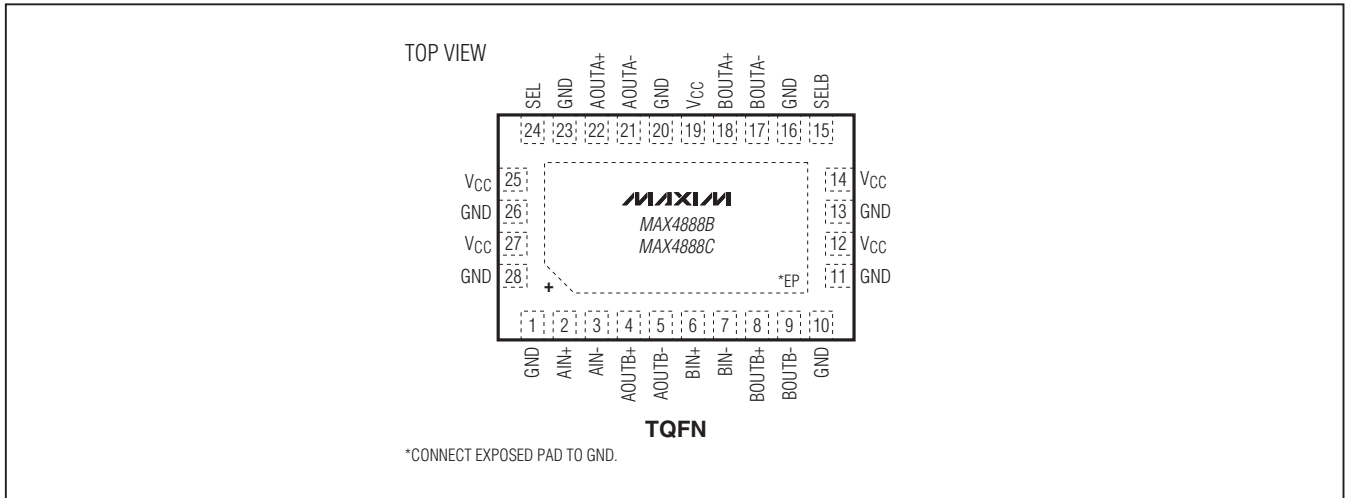 TOP VIEW
SEL GND AOUTA+ AOUTA- GND VCC BOUTA+ BOUTA- GND SELB
24 23 22 21 20 19 18 17 16 15
VCC 25
GND 26
VCC 27
GND 28
MAXIM
MAX4888B
MAX4888C
*EP
+
14 VCC
13 GND
12 VCC
11 GND
1 2 3 4 5 6 7 8 9 10
GND AIN+ AIN- AOUTB+ AOUTB- BIN+ BIN- BOUTB+ BOUTB- GND
TQFN
*CONNECT EXPOSED PAD TO GND.